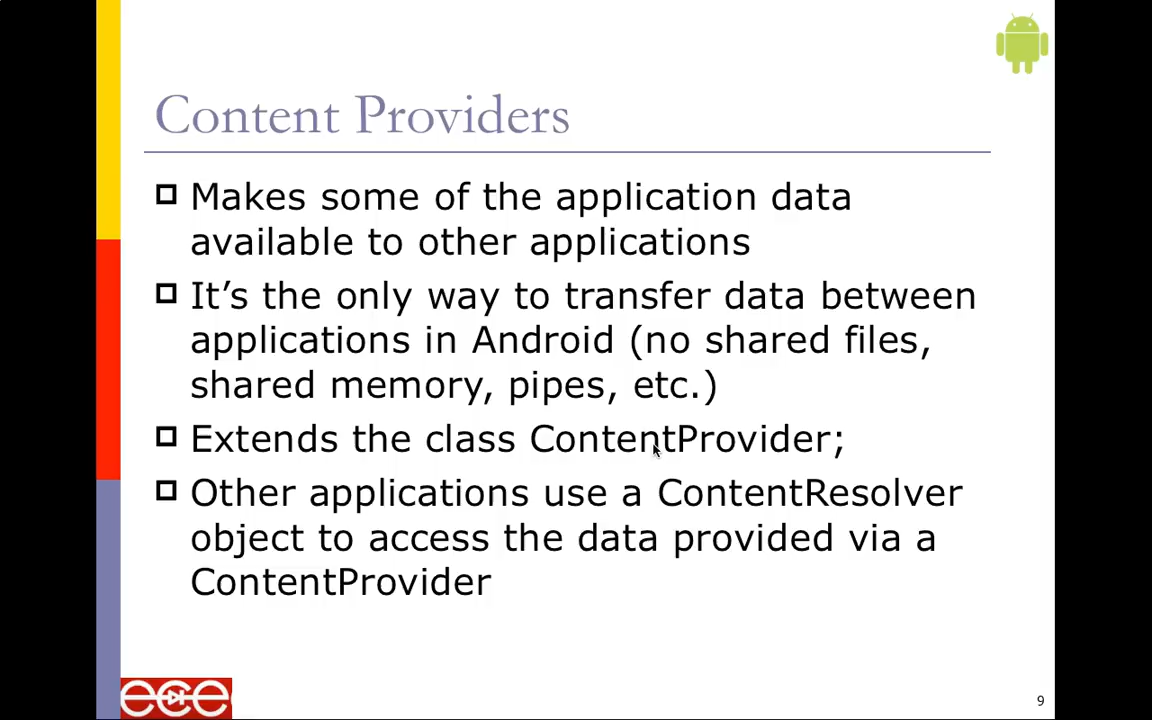 Content Providers
Makes some of the application data
available to other applications
It’s the only way to transfer data between
applications in Android (no shared files,
shared memory, pipes, etc.)
Extends the class ContentProvider;
Other applications use a ContentResolver
object to access the data provided via a
ContentProvider
ece
9